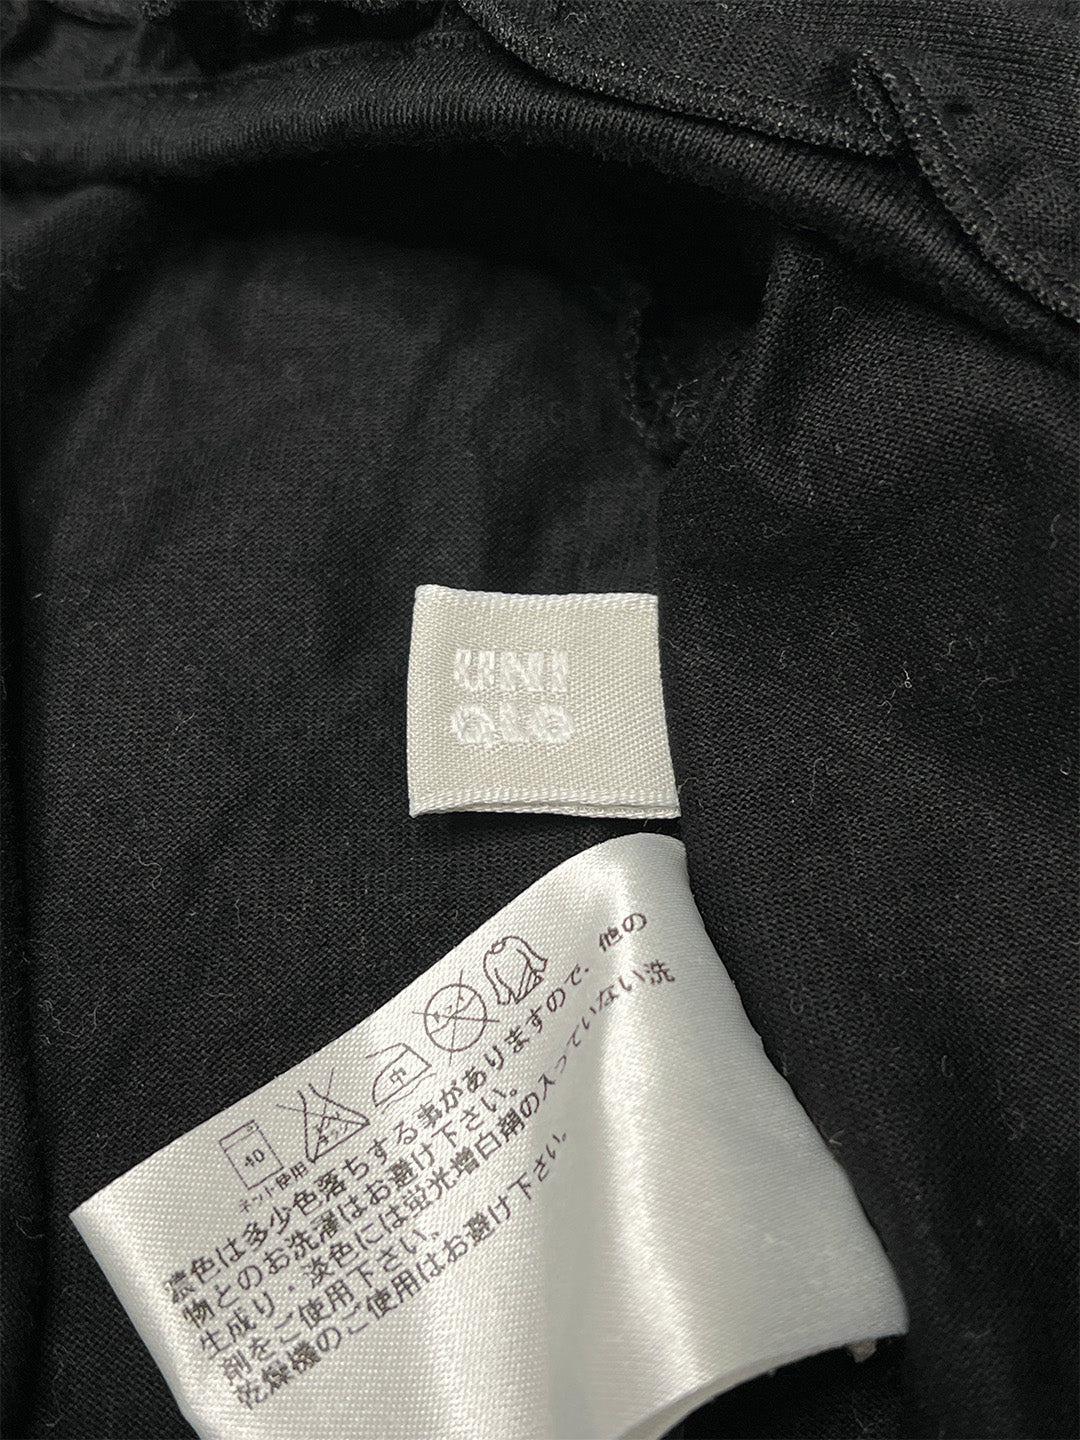 UNI
QLO
40
中
ネット使用
濃色は多少色落ちする事がありますので、他の
物とのお洗濯はお避け下さい。
生成り・淡色には蛍光増白剤の入っていない洗
剤をご使用下さい。
乾燥機のご使用はお避け下さい。